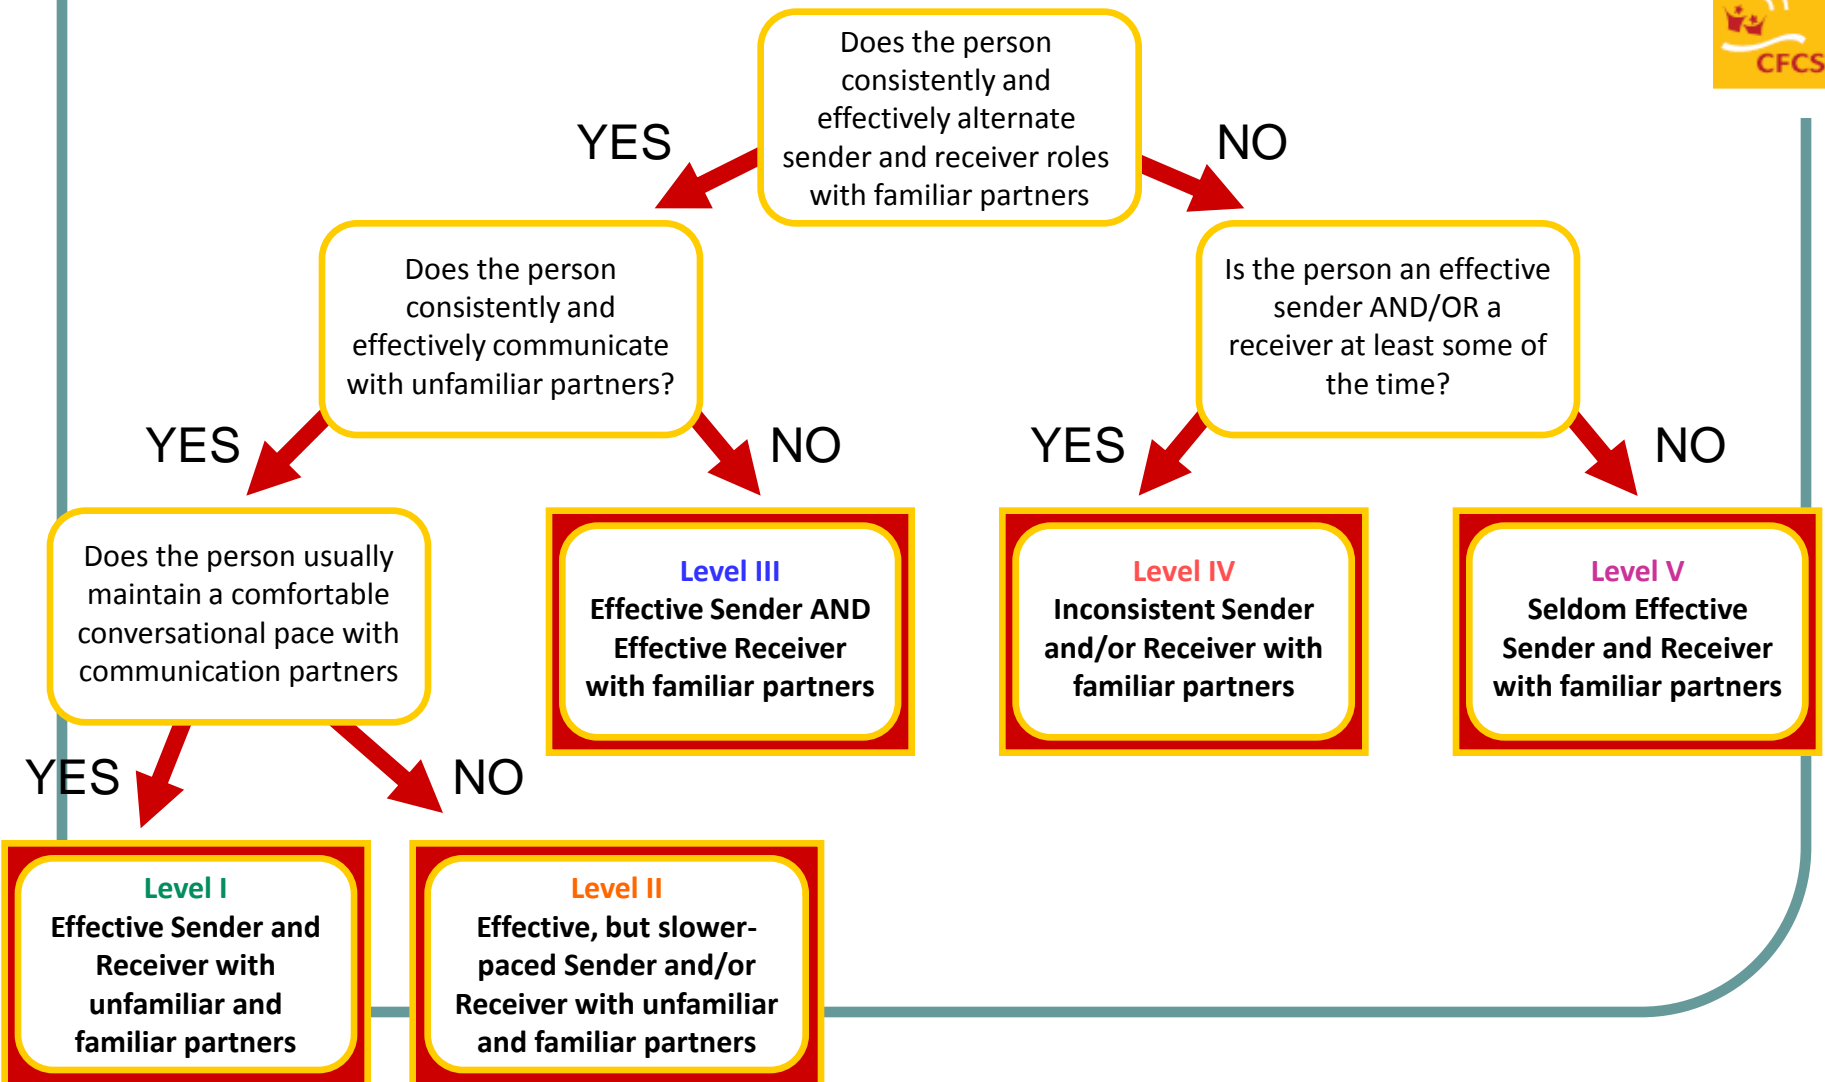 CFCS
Does the person
consistently and
effectively alternate
sender and receiver roles
with familiar partners
YES
NO
Does the person
consistently and
effectively communicate
with unfamiliar partners?
Is the person an effective
sender AND/OR a
receiver at least some of
the time?
YES
NO
YES
NO
Does the person usually
maintain a comfortable
conversational pace with
communication partners
Level III
Effective Sender AND
Effective Receiver
with familiar partners
Level IV
Inconsistent Sender
and/or Receiver with
familiar partners
Level V
Seldom Effective
Sender and Receiver
with familiar partners
YES
NO
Level I
Effective Sender and
Receiver with
unfamiliar and
familiar partners
Level II
Effective, but slower-
paced Sender and/or
Receiver with unfamiliar
and familiar partners